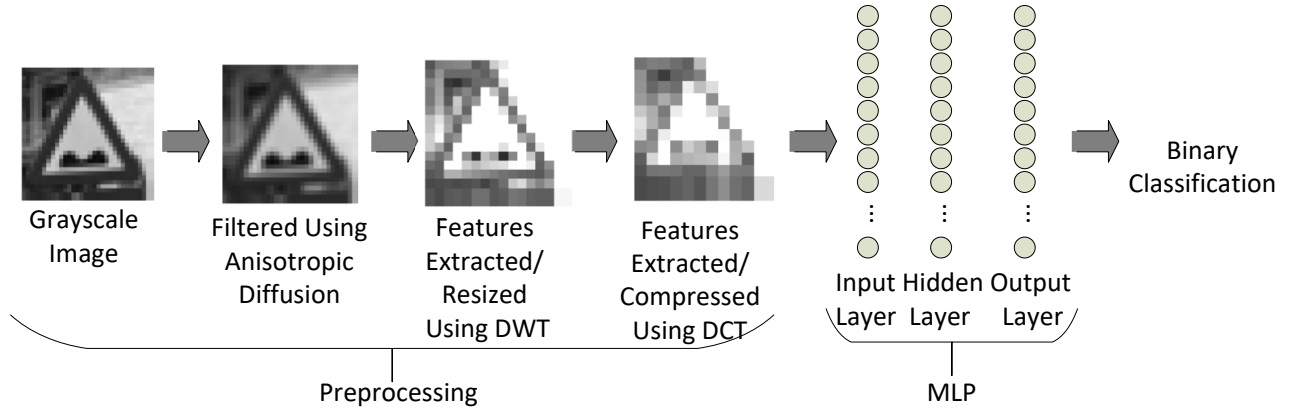 Grayscale
Image
Filtered Using
Anisotropic
Diffusion
Features
Extracted/
Resized
Using DWT
Features
Extracted/
Compressed
Using DCT
Preprocessing
⋮ ⋮ ⋮
Input Hidden Output
Layer Layer Layer
MLP
Binary
Classification